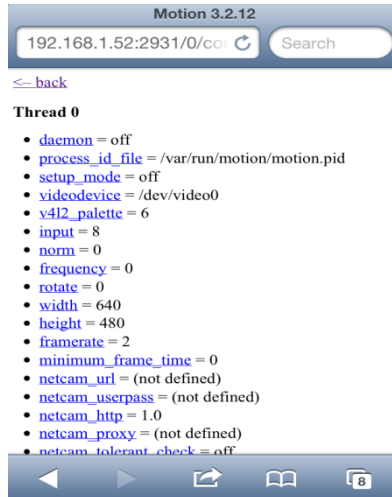 Motion 3.2.12
192.168.1.52:2931/0/co
Search
<– back
Thread 0
• daemon = off
• process_id_file = /var/run/motion/motion.pid
• setup_mode = off
• videodevice = /dev/video0
• v4l2_palette = 6
• input = 8
• norm = 0
• frequency = 0
• rotate = 0
• width = 640
• height = 480
• framerate = 2
• minimum_frame_time = 0
• netcam_url = (not defined)
• netcam_userpass = (not defined)
• netcam_http = 1.0
• netcam_proxy = (not defined)
• netcam_tolerant_check = off
8